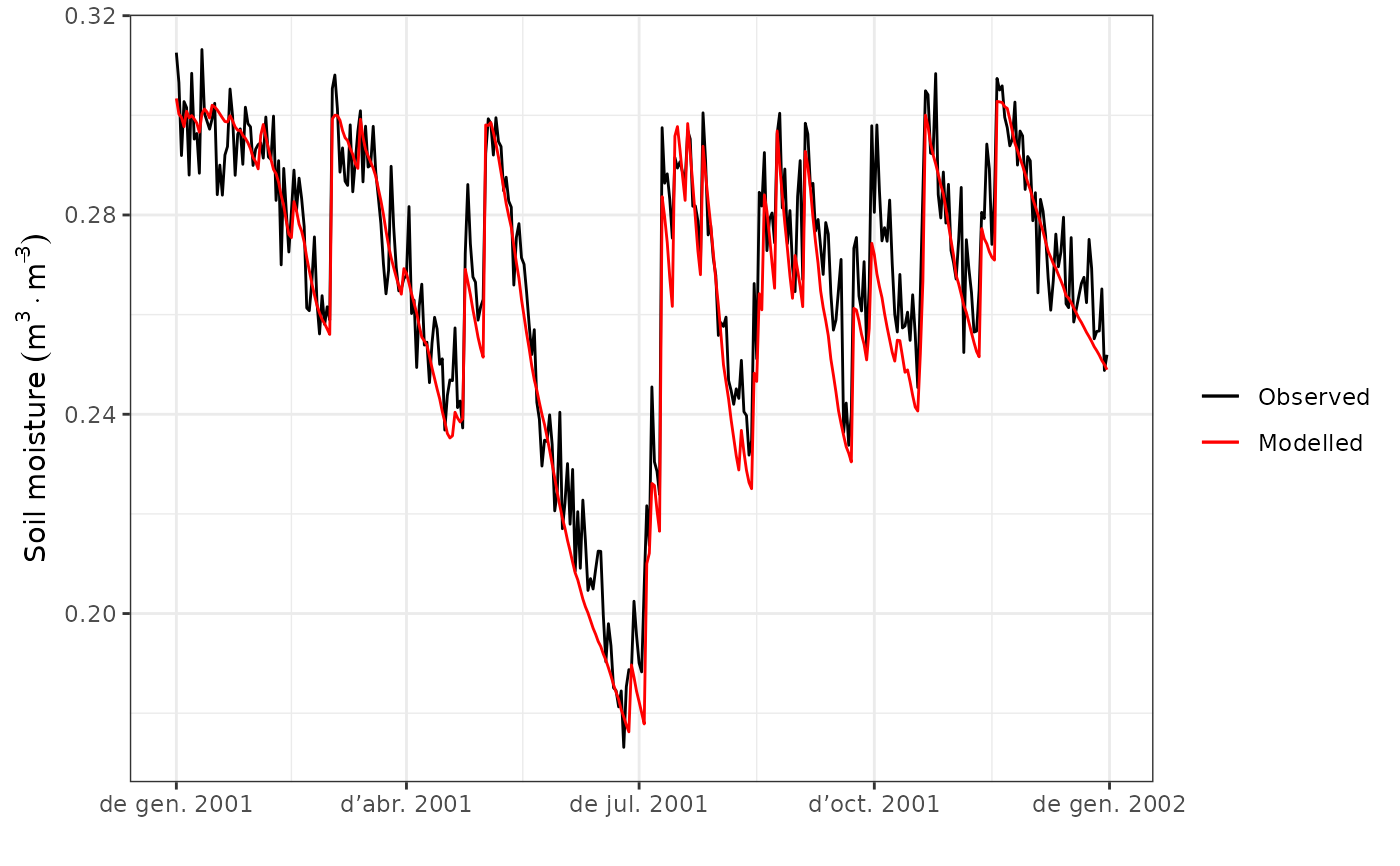 Soil moisture (m³ · m⁻³)
0.32
0.28
0.24
0.20
de gen. 2001
d’abr. 2001
de jul. 2001
d’oct. 2001
de gen. 2002
Observed
Modelled